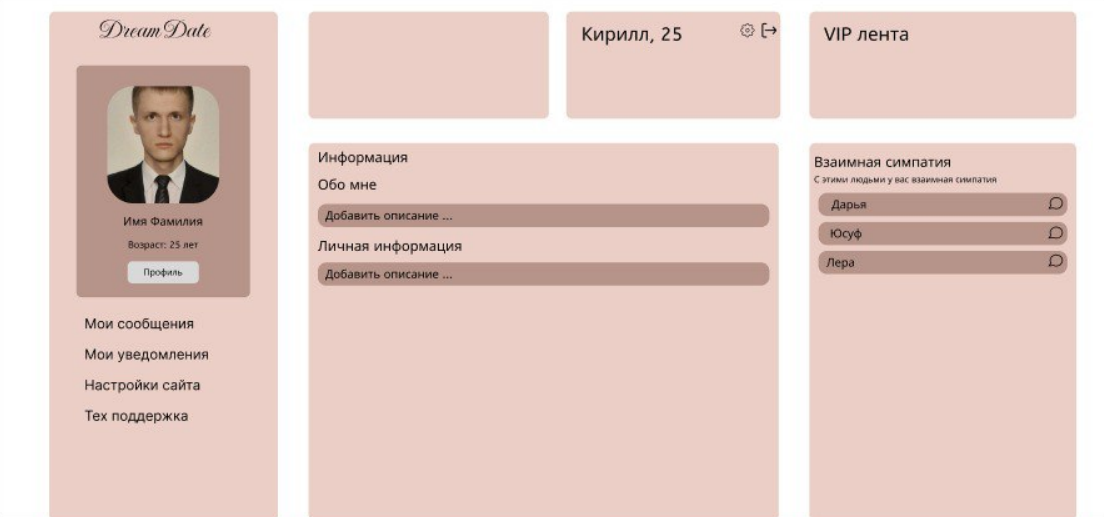 Dream Date
Имя Фамилия
Возраст: 25 лет
Профиль
Мои сообщения
Мои уведомления
Настройки сайта
Тех поддержка
Кирилл, 25
Информация
Обо мне
Добавить описание ...
Личная информация
Добавить описание ...
VIP лента
Взаимная симпатия
С этими людьми у вас взаимная симпатия
Дарья
Юсуф
Лера